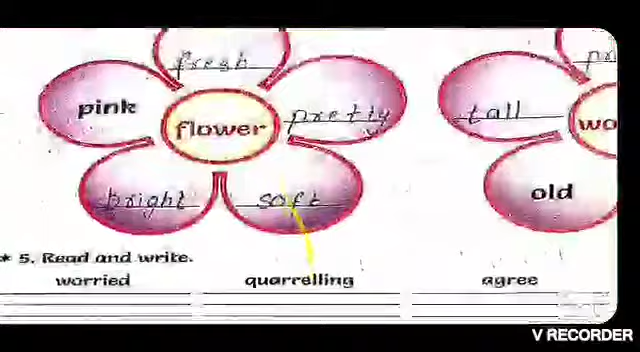 fresh
pink
flower
pretty
bright
soft
tall
old
* 5. Read and write.
worried quarrelling agree
V RECORDER